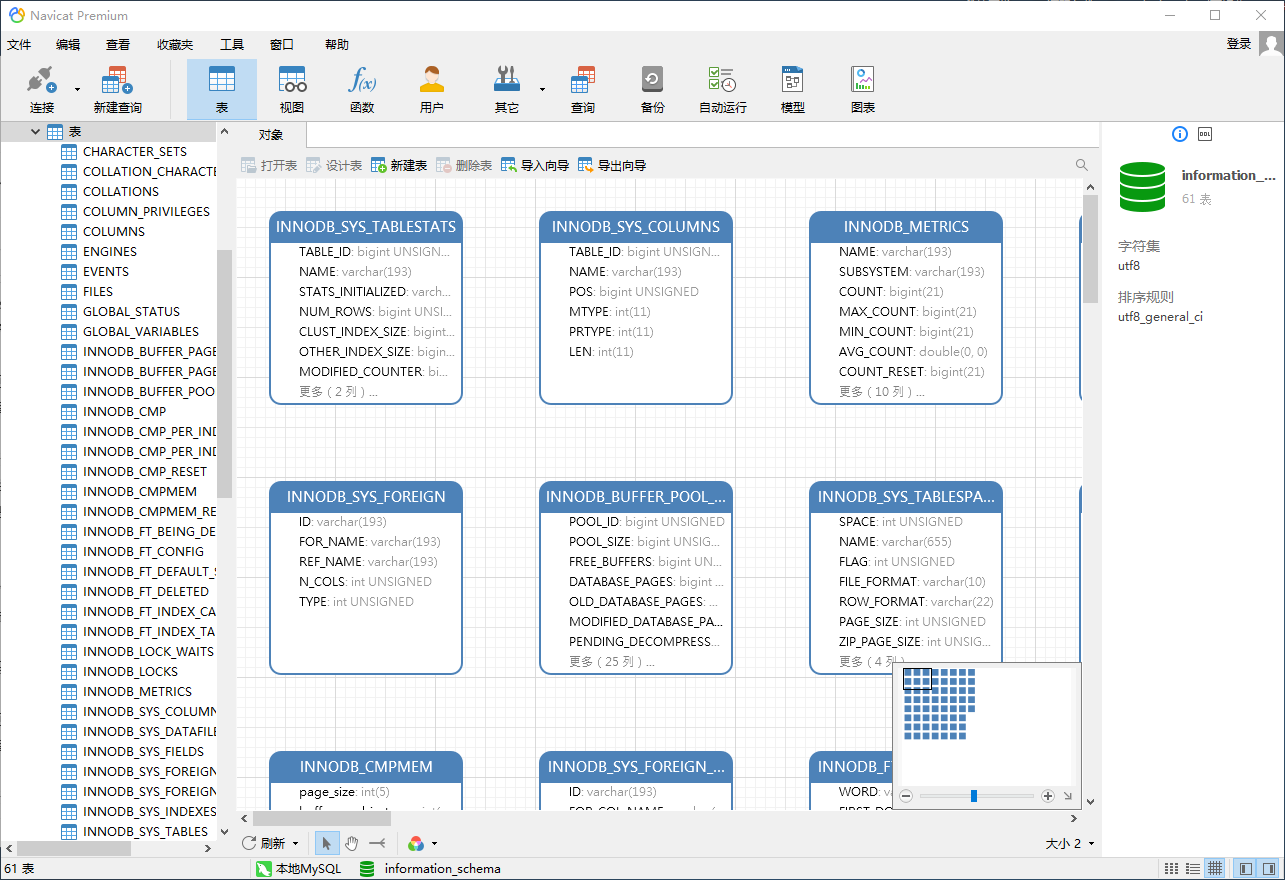 Navicat Premium
文件 编辑 查看 收藏夹 工具 窗口 帮助 登录
连接 新建查询 表 视图 函数 用户 其它 查询 备份 自动运行 模型 图表
f(x)
表
CHARACTER_SETS
COLLATION_CHARACTE
COLLATIONS
COLUMN_PRIVILEGES
COLUMNS
ENGINES
EVENTS
FILES
GLOBAL_STATUS
GLOBAL_VARIABLES
INNODB_BUFFER_PAGE
INNODB_BUFFER_PAGE
INNODB_BUFFER_POO
INNODB_CMP
INNODB_CMP_PER_IND
INNODB_CMP_PER_IND
INNODB_CMP_RESET
INNODB_CMPMEM
INNODB_CMPMEM_RE
INNODB_FT_BEING_DE
INNODB_FT_CONFIG
INNODB_FT_DEFAULT_S
INNODB_FT_DELETED
INNODB_FT_INDEX_CA
INNODB_FT_INDEX_TA
INNODB_LOCK_WAITS
INNODB_LOCKS
INNODB_METRICS
INNODB_SYS_COLUMN
INNODB_SYS_DATAFILE
INNODB_SYS_FIELDS
INNODB_SYS_FOREIGN
INNODB_SYS_FOREIGN
INNODB_SYS_INDEXES
INNODB_SYS_TABLES
对象
打开表 设计表 新建表 删除表 导入向导 导出向导
INNODB_SYS_TABLESTATS
TABLE_ID: bigint UNSIGN...
NAME: varchar(193)
STATS_INITIALIZED: varch...
NUM_ROWS: bigint UNSI...
CLUST_INDEX_SIZE: bigint...
OTHER_INDEX_SIZE: bigin...
MODIFIED_COUNTER: bi...
更多 ( 2 列 ) ...
INNODB_SYS_COLUMNS
TABLE_ID: bigint UNSIGN...
NAME: varchar(193)
POS: bigint UNSIGNED
MTYPE: int(11)
PRTYPE: int(11)
LEN: int(11)
INNODB_METRICS
NAME: varchar(193)
SUBSYSTEM: varchar(193)
COUNT: bigint(21)
MAX_COUNT: bigint(21)
MIN_COUNT: bigint(21)
AVG_COUNT: double(0, 0)
COUNT_RESET: bigint(21)
更多 ( 10 列 ) ...
INNODB_SYS_FOREIGN
ID: varchar(193)
FOR_NAME: varchar(193)
REF_NAME: varchar(193)
N_COLS: int UNSIGNED
TYPE: int UNSIGNED
INNODB_BUFFER_POOL_...
POOL_ID: bigint UNSIGNED
POOL_SIZE: bigint UNSIG...
FREE_BUFFERS: bigint UN...
DATABASE_PAGES: bigint ...
OLD_DATABASE_PAGES: ...
MODIFIED_DATABASE_PA...
PENDING_DECOMPRESS...
更多 ( 25 列 ) ...
INNODB_SYS_TABLESPA...
SPACE: int UNSIGNED
NAME: varchar(655)
FLAG: int UNSIGNED
FILE_FORMAT: varchar(10)
ROW_FORMAT: varchar(22)
PAGE_SIZE: int UNSIGNED
ZIP_PAGE_SIZE: int UNSIG...
更多 ( 4 列 ) ...
INNODB_CMPMEM
page_size: int(5)
INNODB_SYS_FOREIGN_...
ID: varchar(193)
FOR_COL_NAME
INNODB_F
WORD: v
FIRST_DO
DDL
information_...
61 表
字符集
utf8
排序规则
utf8_general_ci
刷新 大小 2
61 表 本地MySQL information_schema